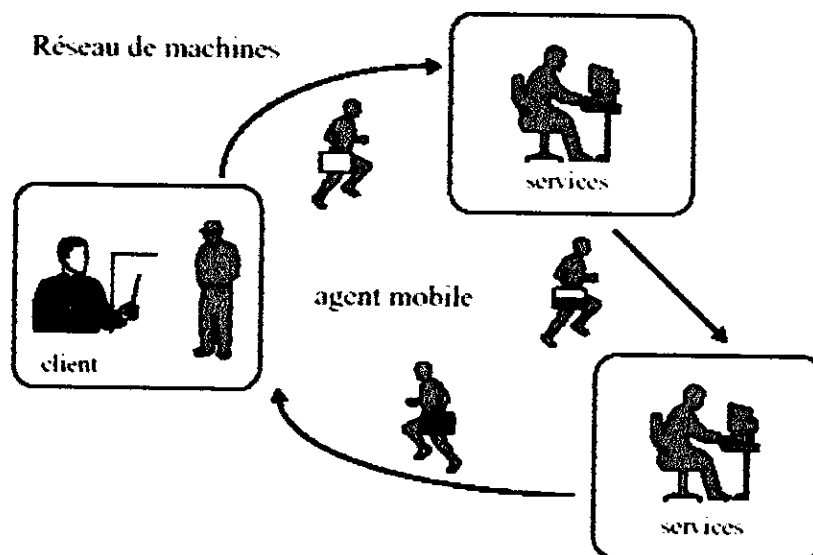 Réseau de machines
services
agent mobile
client
services